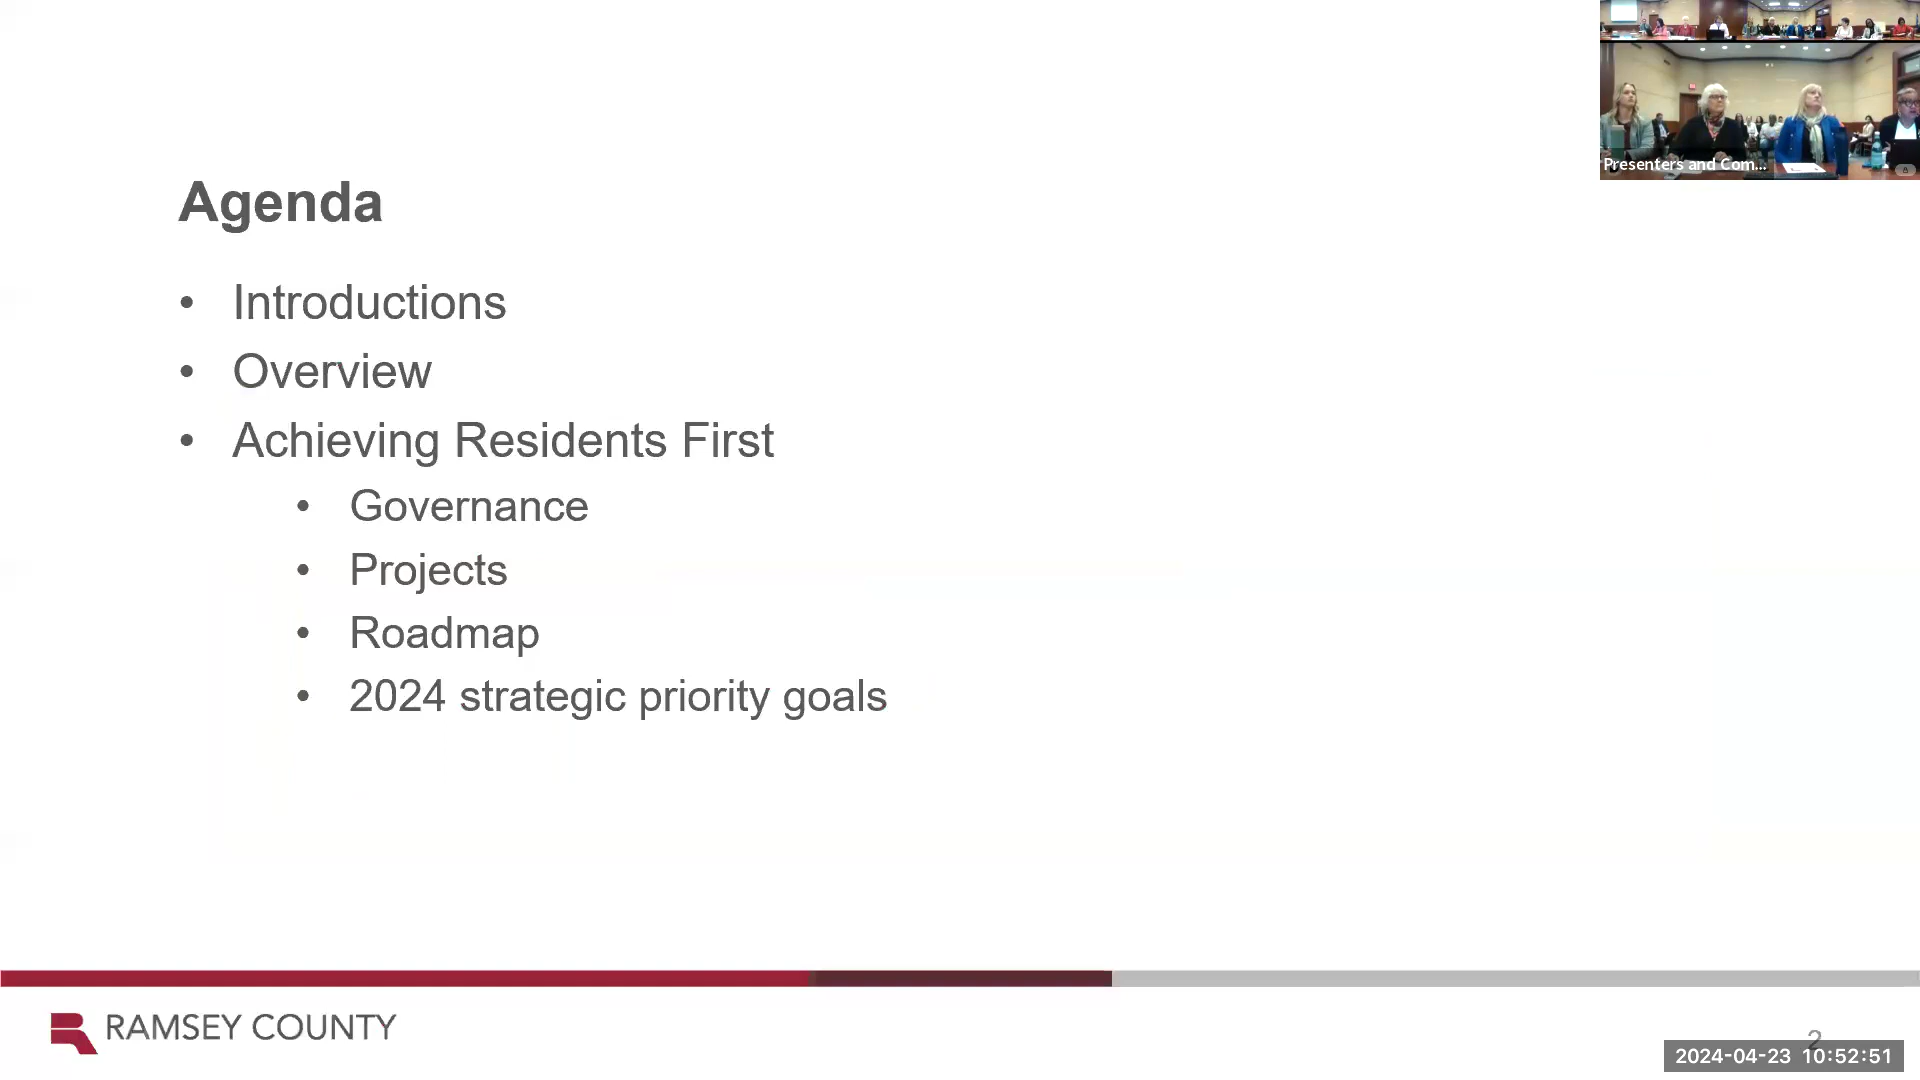 Agenda
• Introductions
• Overview
• Achieving Residents First
• Governance
• Projects
• Roadmap
• 2024 strategic priority goals
Presenters and Com...
RAMSEY COUNTY
2
2024-04-23 10:52:51